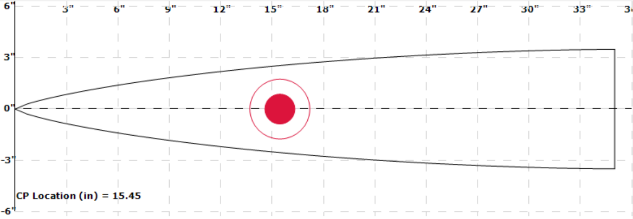 6"
3" 6" 9" 12" 15" 18" 21" 24" 27" 30" 33"
3"
0"
-3"
CP Location (in) = 15.45
-6"